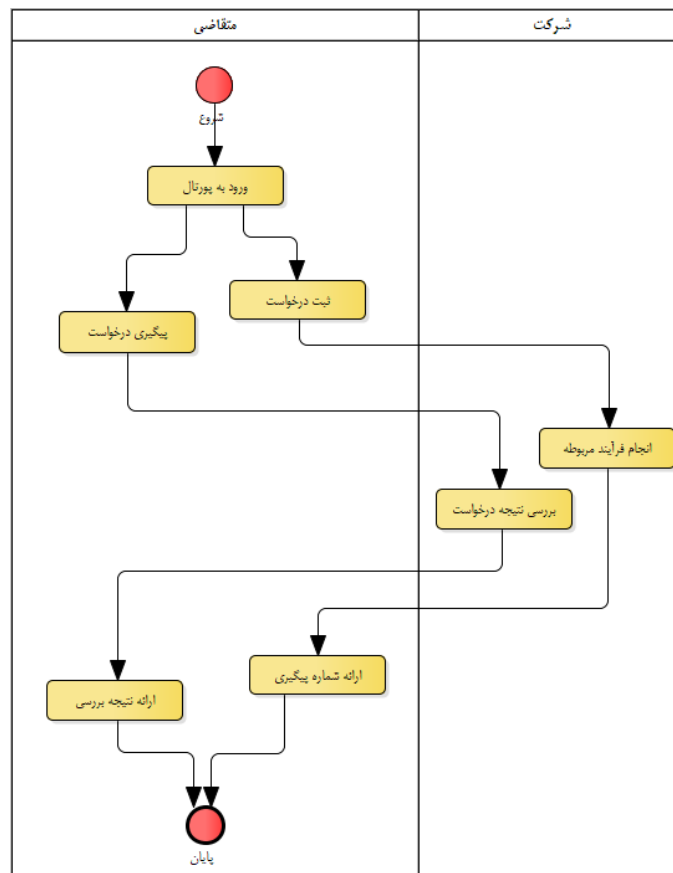 متقاضی
شرکت
شروع
ورود به پورتال
ثبت درخواست
پیگیری درخواست
انجام فرآیند مربوطه
بررسی نتیجه درخواست
ارائه شماره پیگیری
ارائه نتیجه بررسی
پایان